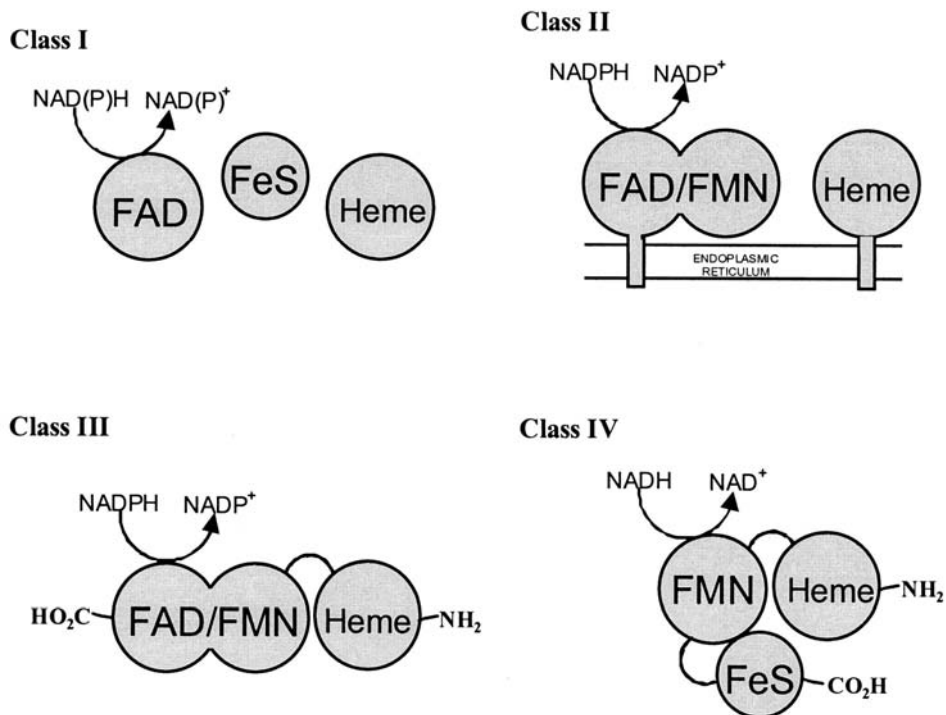 Class I
NAD(P)H NAD(P)⁺
FAD
FeS
Heme
Class II
NADPH NADP⁺
FAD/FMN
Heme
ENDOPLASMIC
RETICULUM
Class III
NADPH NADP⁺
HO₂C
FAD/FMN
Heme
NH₂
Class IV
NADH NAD⁺
FMN
Heme
NH₂
FeS
CO₂H